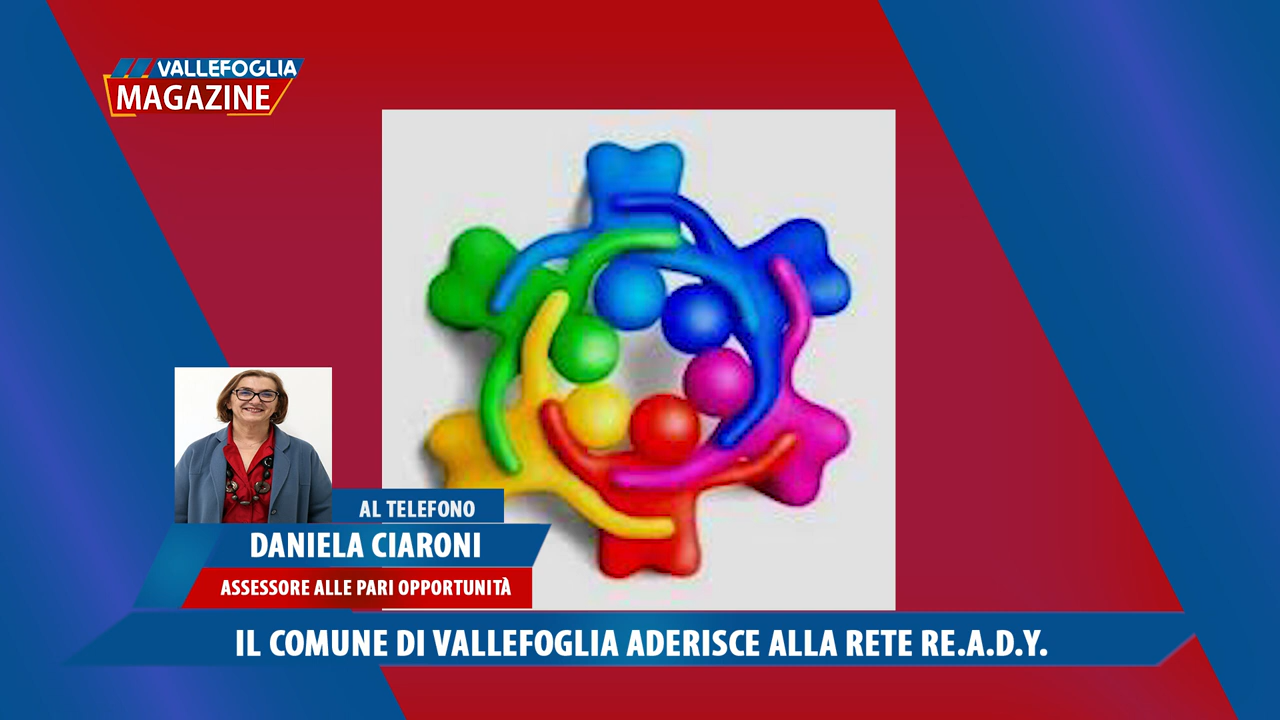 VALLEFOGLIA
MAGAZINE
AL TELEFONO
DANIELA CIARONI
ASSESSORE ALLE PARI OPPORTUNITÀ
IL COMUNE DI VALLEFOGLIA ADERISCE ALLA RETE RE.A.D.Y.